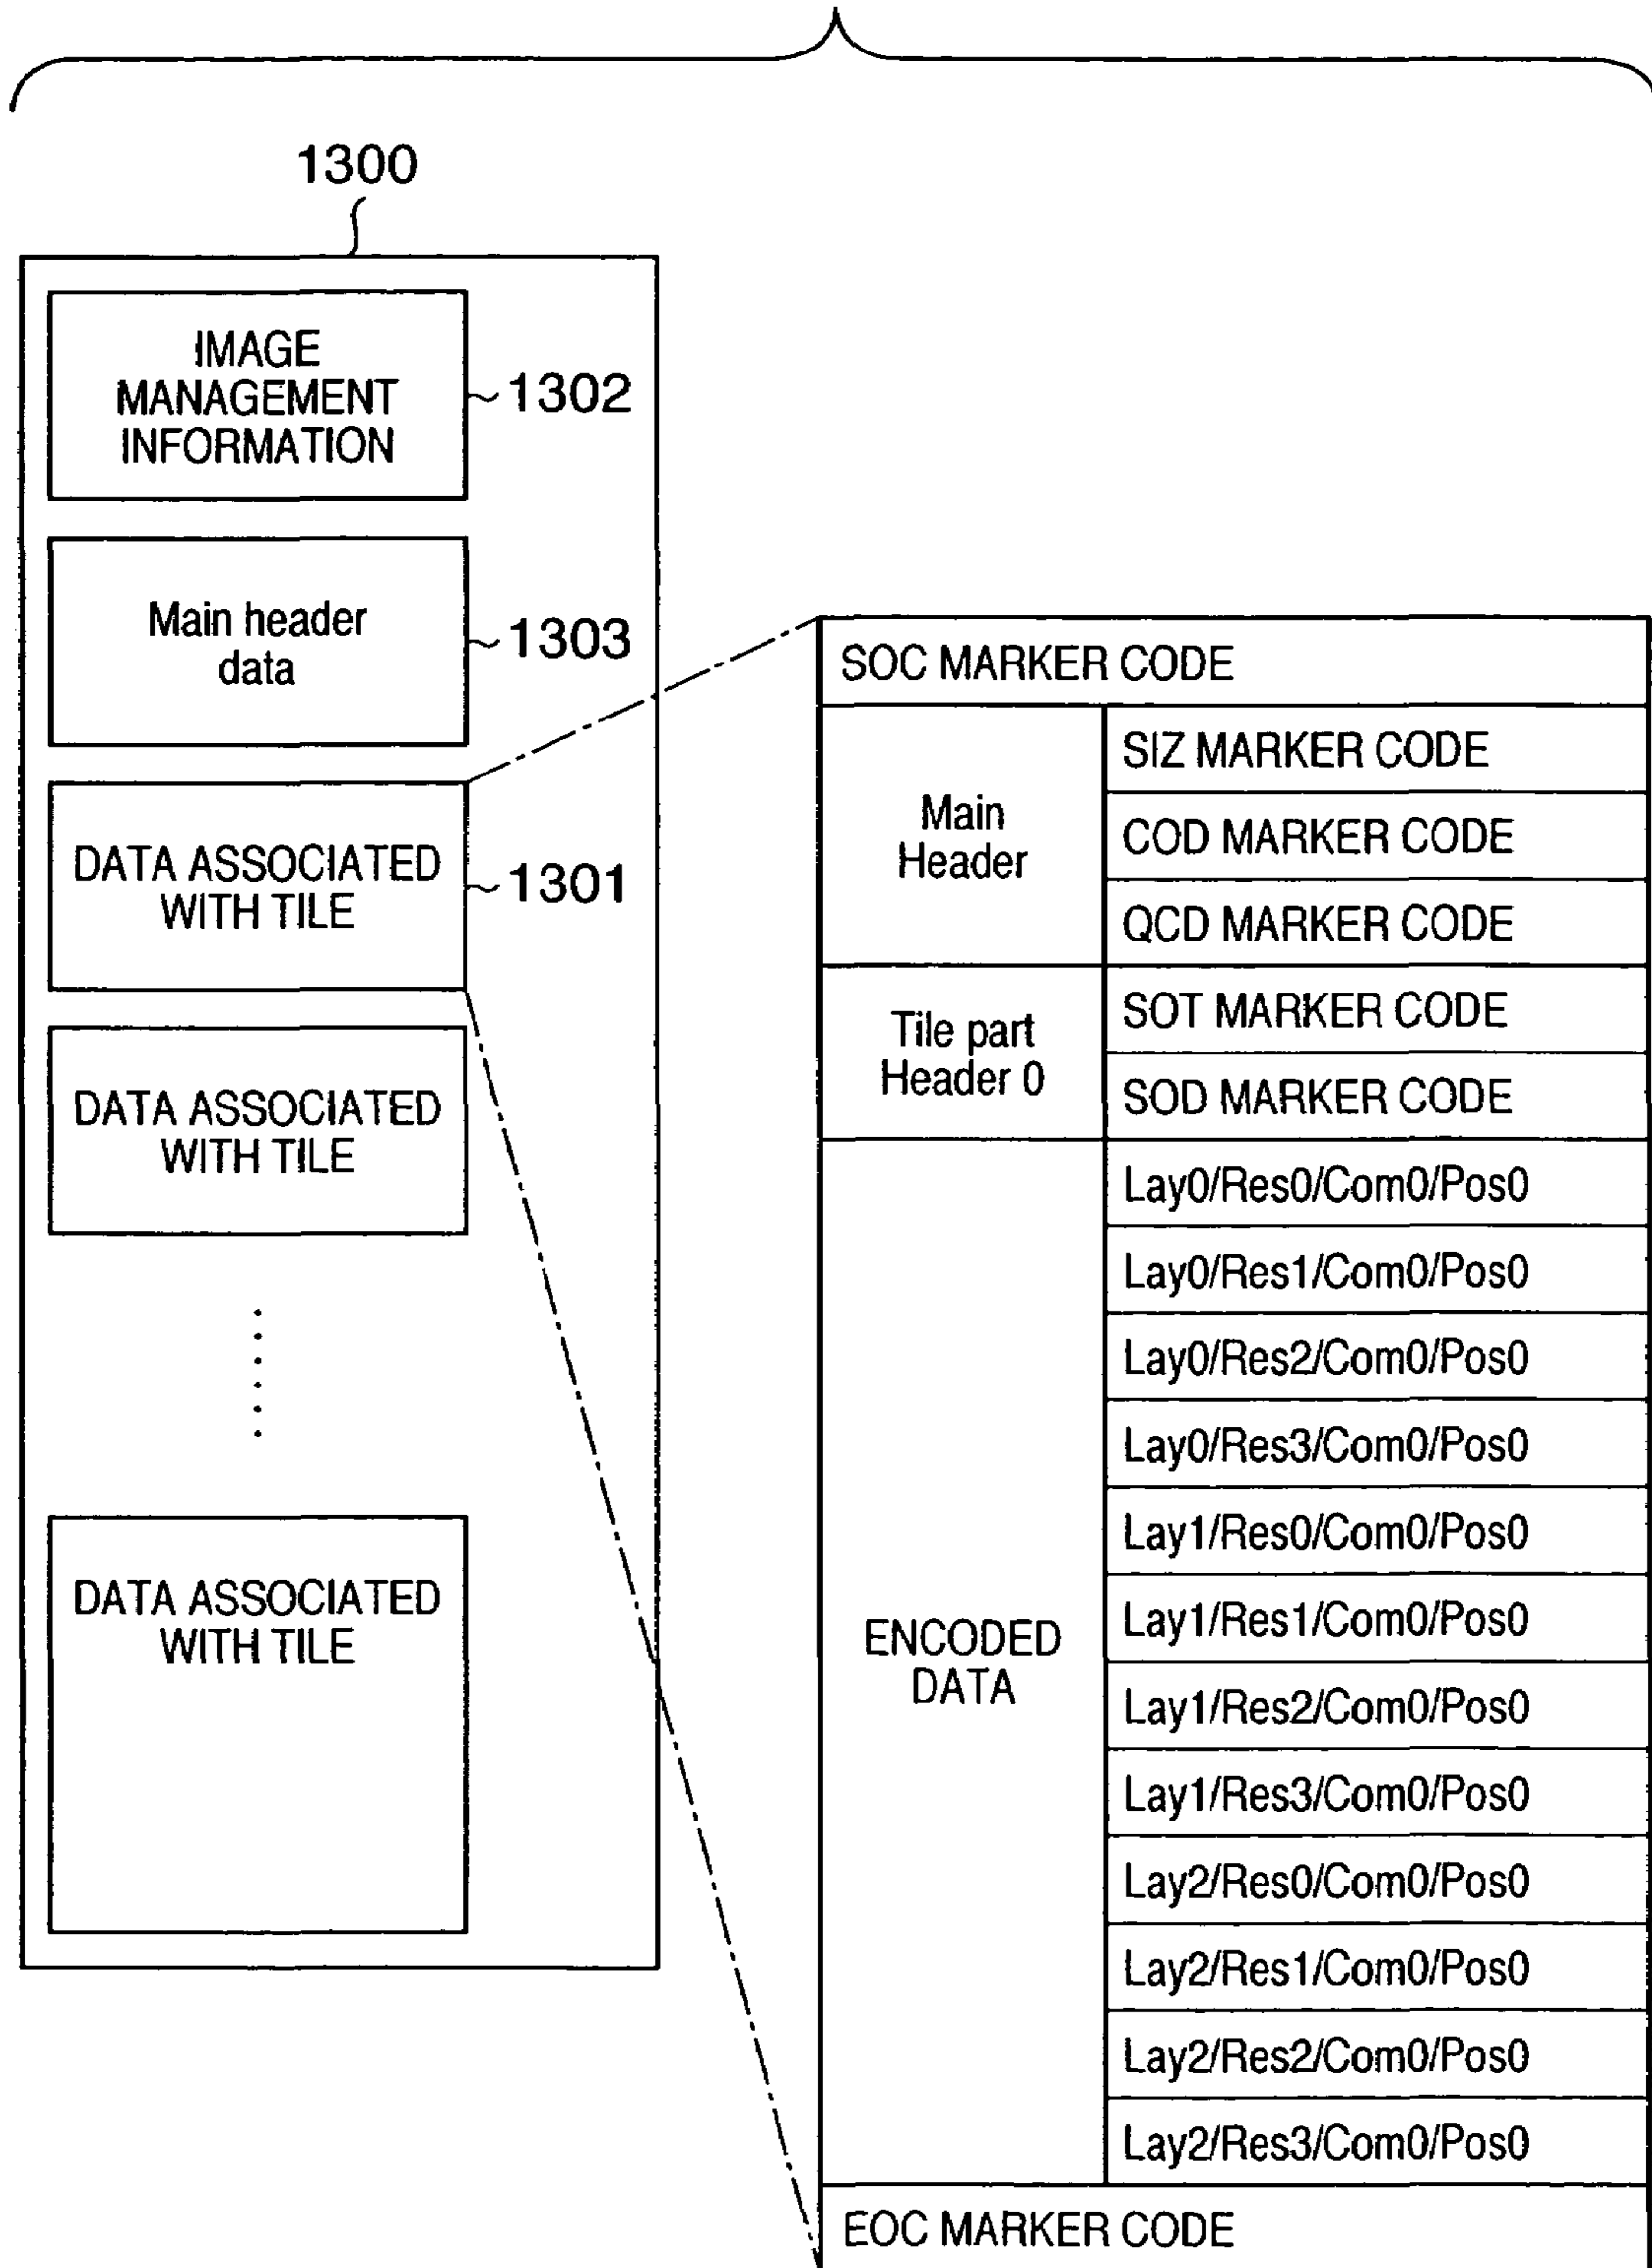 1300
IMAGE
MANAGEMENT
INFORMATION
1302
Main header
data
1303
DATA ASSOCIATED
WITH TILE
1301
DATA ASSOCIATED
WITH TILE
DATA ASSOCIATED
WITH TILE
SOC MARKER CODE
Main
Header
SIZ MARKER CODE
COD MARKER CODE
QCD MARKER CODE
Tile part
Header 0
SOT MARKER CODE
SOD MARKER CODE
ENCODED
DATA
Lay0/Res0/Com0/Pos0
Lay0/Res1/Com0/Pos0
Lay0/Res2/Com0/Pos0
Lay0/Res3/Com0/Pos0
Lay1/Res0/Com0/Pos0
Lay1/Res1/Com0/Pos0
Lay1/Res2/Com0/Pos0
Lay1/Res3/Com0/Pos0
Lay2/Res0/Com0/Pos0
Lay2/Res1/Com0/Pos0
Lay2/Res2/Com0/Pos0
Lay2/Res3/Com0/Pos0
EOC MARKER CODE